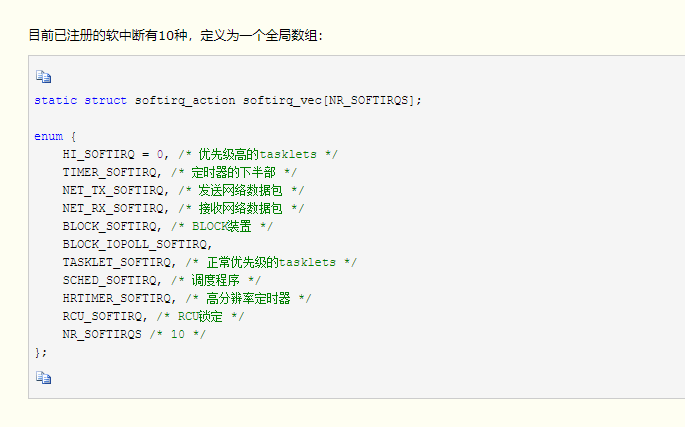 目前已注册的软中断有10种，定义为一个全局数组：
static struct softirq_action softirq_vec[NR_SOFTIRQS];
enum {
    HI_SOFTIRQ = 0, /* 优先级高的tasklets */
    TIMER_SOFTIRQ, /* 定时器的下半部 */
    NET_TX_SOFTIRQ, /* 发送网络数据包 */
    NET_RX_SOFTIRQ, /* 接收网络数据包 */
    BLOCK_SOFTIRQ, /* BLOCK装置 */
    BLOCK_IOPOLL_SOFTIRQ,
    TASKLET_SOFTIRQ, /* 正常优先级的tasklets */
    SCHED_SOFTIRQ, /* 调度程序 */
    HRTIMER_SOFTIRQ, /* 高分辨率定时器 */
    RCU_SOFTIRQ, /* RCU锁定 */
    NR_SOFTIRQS /* 10 */
};